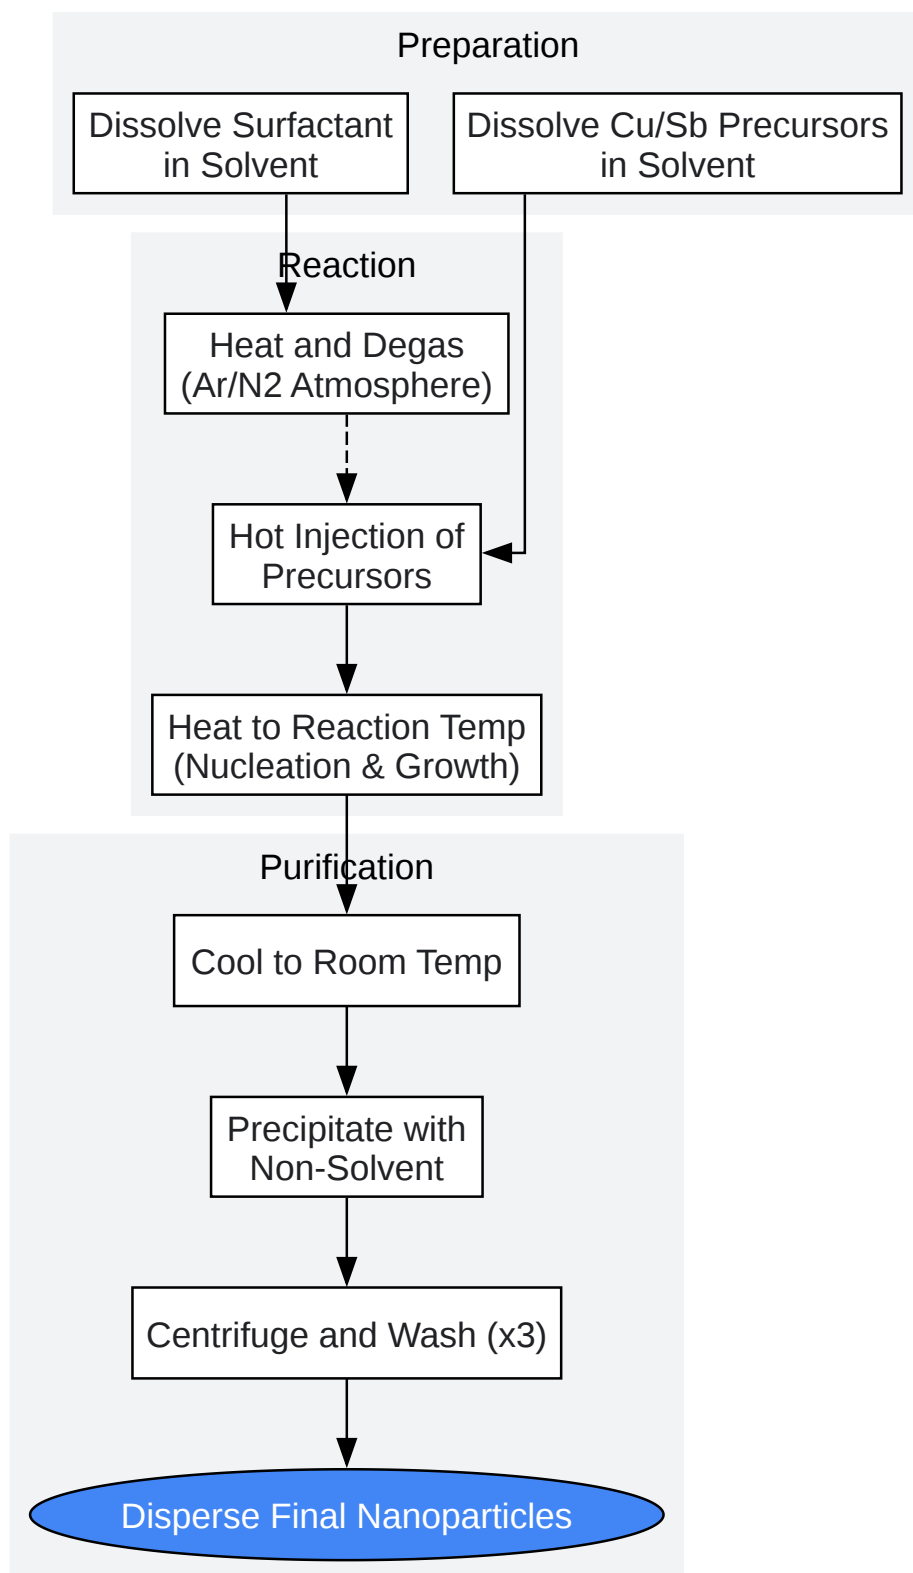 Preparation
Dissolve Surfactant
in Solvent
Dissolve Cu/Sb Precursors
in Solvent
Reaction
Heat and Degas
(Ar/N2 Atmosphere)
Hot Injection of
Precursors
Heat to Reaction Temp
(Nucleation & Growth)
Purification
Cool to Room Temp
Precipitate with
Non-Solvent
Centrifuge and Wash (x3)
Disperse Final Nanoparticles